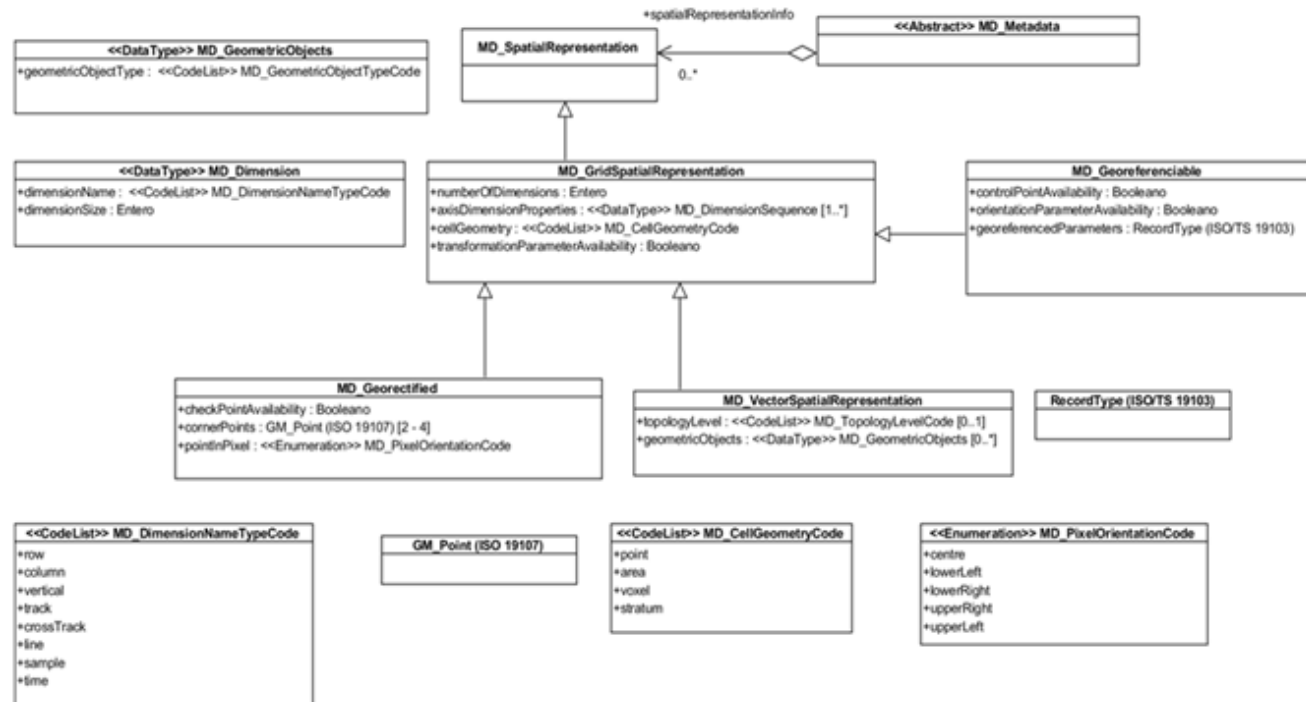 +spatialRepresentationInfo
<<DataType>> MD_GeometricObjects
+geometricObjectType : <<CodeList>> MD_GeometricObjectTypeCode
MD_SpatialRepresentation
0..*
<<Abstract>> MD_Metadata
<<DataType>> MD_Dimension
+dimensionName : <<CodeList>> MD_DimensionNameTypeCode
+dimensionSize : Entero
MD_GridSpatialRepresentation
+numberOfDimensions : Entero
+axisDimensionProperties : <<DataType>> MD_DimensionSequence [1..*]
+cellGeometry : <<CodeList>> MD_CellGeometryCode
+transformationParameterAvailability : Booleano
MD_Georeferenciable
+controlPointAvailability : Booleano
+orientationParameterAvailability : Booleano
+georeferencedParameters : RecordType (ISO/TS 19103)
MD_Georectified
+checkPointAvailability : Booleano
+cornerPoints : GM_Point (ISO 19107) [2 - 4]
+pointInPixel : <<Enumeration>> MD_PixelOrientationCode
MD_VectorSpatialRepresentation
+topologyLevel : <<CodeList>> MD_TopologyLevelCode [0..1]
+geometricObjects : <<DataType>> MD_GeometricObjects [0..*]
RecordType (ISO/TS 19103)
<<CodeList>> MD_DimensionNameTypeCode
+row
+column
+vertical
+track
+crossTrack
+line
+sample
+time
GM_Point (ISO 19107)
<<CodeList>> MD_CellGeometryCode
+point
+area
+voxel
+stratum
<<Enumeration>> MD_PixelOrientationCode
+centre
+lowerLeft
+lowerRight
+upperRight
+upperLeft